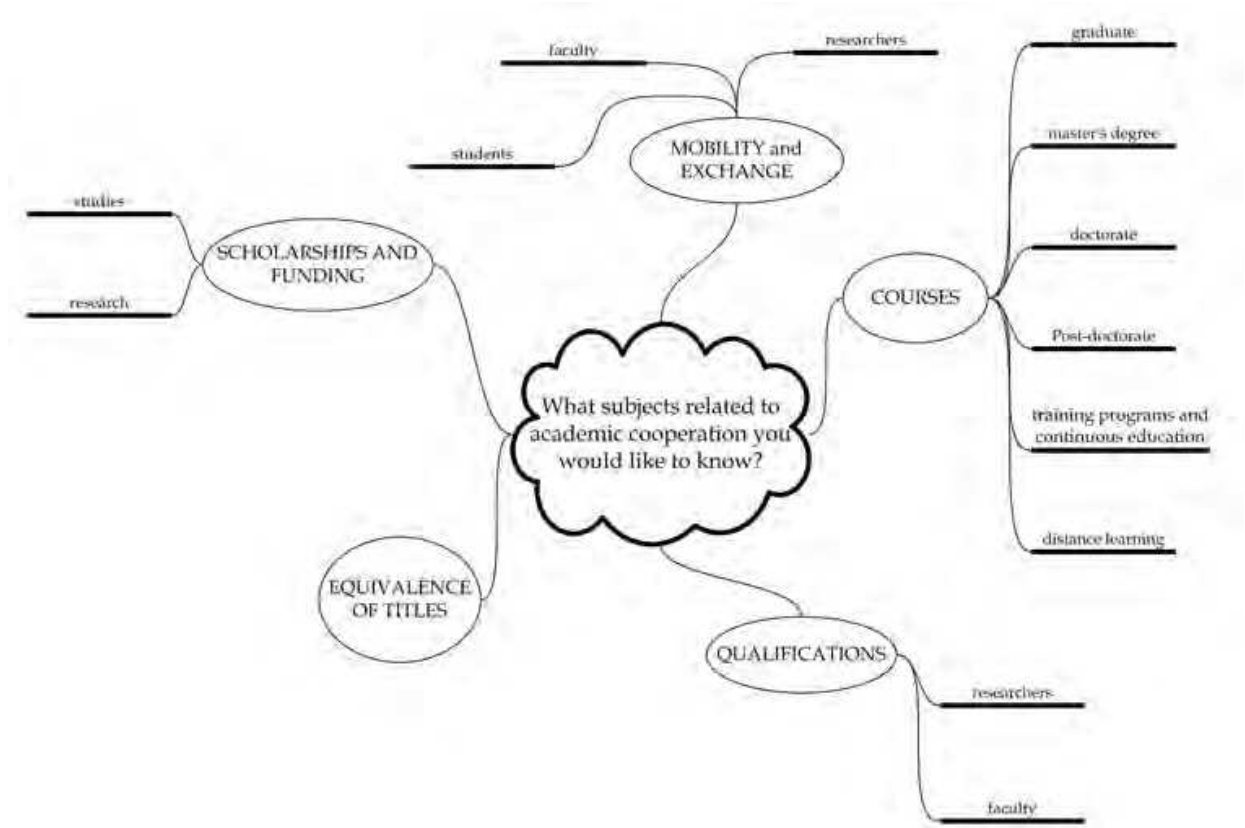 faculty
researchers
graduate
students
MOBILITY and
EXCHANGE
master's degree
studies
SCHOLARSHIPS AND
FUNDING
research
doctorate
COURSES
Post-doctorate
What subjects related to
academic cooperation you
would like to know?
training programs and
continuous education
distance learning
EQUIVALENCE
OF TITLES
QUALIFICATIONS
researchers
faculty